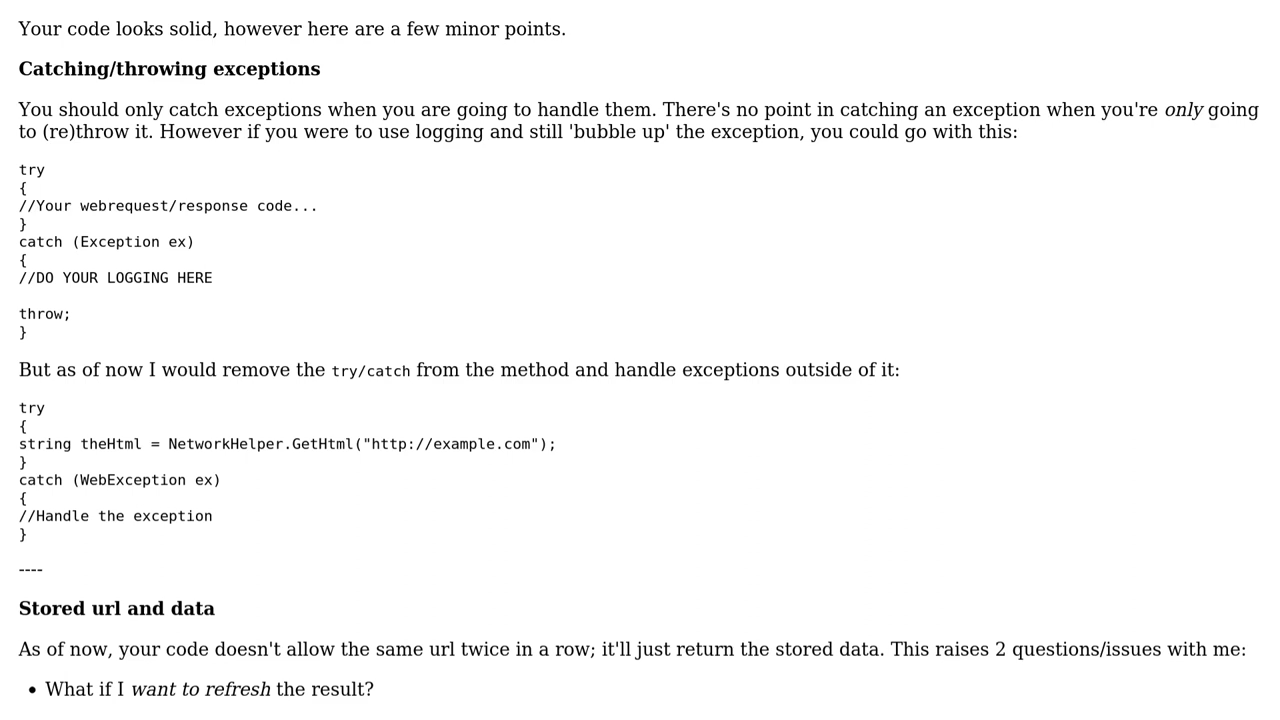 Your code looks solid, however here are a few minor points.
Catching/throwing exceptions
You should only catch exceptions when you are going to handle them. There's no point in catching an exception when you're only going
to (re)throw it. However if you were to use logging and still 'bubble up' the exception, you could go with this:
try
{
//Your webrequest/response code...
}
catch (Exception ex)
{
//DO YOUR LOGGING HERE
throw;
}
But as of now I would remove the try/catch from the method and handle exceptions outside of it:
try
{
string theHtml = NetworkHelper.GetHtml("http://example.com");
}
catch (WebException ex)
{
//Handle the exception
}
----
Stored url and data
As of now, your code doesn't allow the same url twice in a row; it'll just return the stored data. This raises 2 questions/issues with me:
• What if I want to refresh the result?